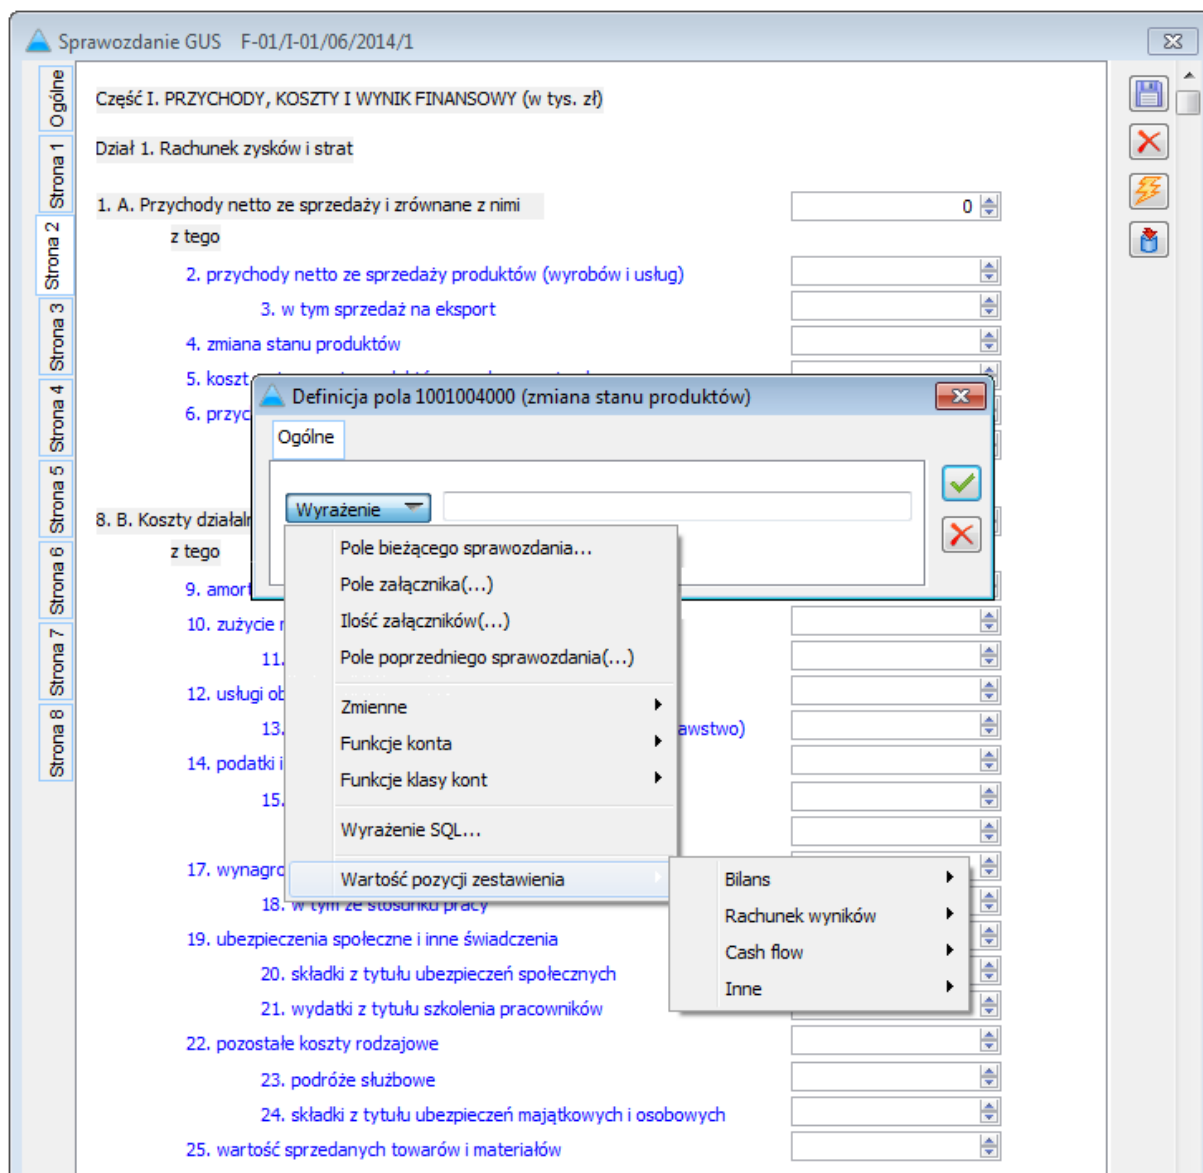 Sprawozdanie GUS F-01/I-01/06/2014/1
Ogólne
Strona 1
Strona 2
Strona 3
Strona 4
Strona 5
Strona 6
Strona 7
Strona 8
Część I. PRZYCHODY, KOSZTY I WYNIK FINANSOWY (w tys. zł)
Dział 1. Rachunek zysków i strat
1. A. Przychody netto ze sprzedaży i zrównane z nimi 0
z tego
2. przychody netto ze sprzedaży produktów (wyrobów i usług)
3. w tym sprzedaż na eksport
4. zmiana stanu produktów
5. koszt
6. przyc
8. B. Koszty działaln
z tego
9. amort
10. zużycie
11.
12. usługi ob
13. awstwo)
14. podatki i
15.
17. wynagro
18. w tym ze stosunku pracy
19. ubezpieczenia społeczne i inne świadczenia
20. składki z tytułu ubezpieczeń społecznych
21. wydatki z tytułu szkolenia pracowników
22. pozostałe koszty rodzajowe
23. podróże służbowe
24. składki z tytułu ubezpieczeń majątkowych i osobowych
25. wartość sprzedanych towarów i materiałów
Definicja pola 1001004000 (zmiana stanu produktów)
Ogólne
Wyrażenie
Pole bieżącego sprawozdania...
Pole załącznika(...)
Ilość załączników(...)
Pole poprzedniego sprawozdania(...)
Zmienne
Funkcje konta
Funkcje klasy kont
Wyrażenie SQL...
Wartość pozycji zestawienia
Bilans
Rachunek wyników
Cash flow
Inne